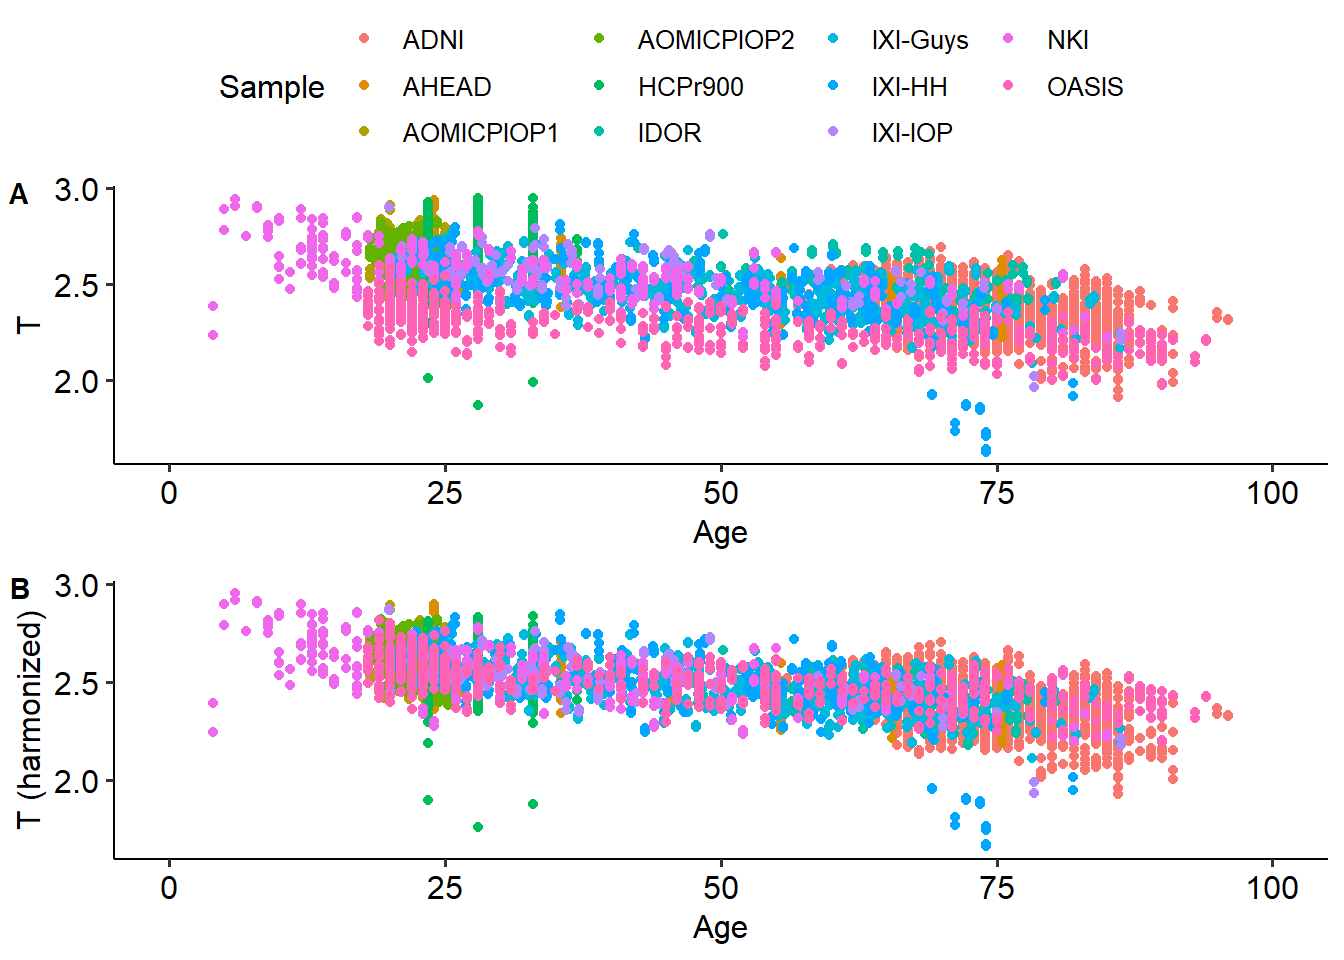 Sample
ADNI AOMICPIOP2 IXI-Guys NKI
AHEAD HCPr900 IXI-HH OASIS
AOMICPIOP1 IDOR IXI-IOP
A
3.0
2.5
2.0
T
0 25 50 75 100
Age
B
3.0
2.5
2.0
T (harmonized)
0 25 50 75 100
Age